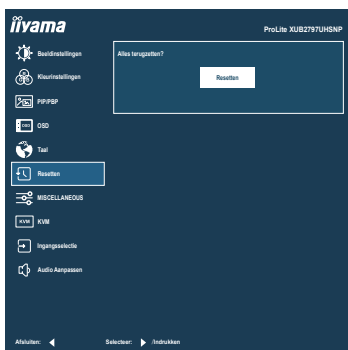 iiyama
ProLite XUB2797UHSNP
Beeldinstellingen
Alles terugzetten?
Kleurinstellingen
Resetten
PIP/PBP
OSD
OSD
Taal
Resetten
MISCELLANEOUS
KVM KVM
Ingangsselectie
Audio Aanpassen
Afsluiten:
Selecteer: /Indrukken